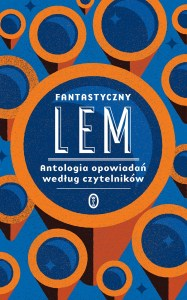 FANTASTYCZNY
LEM
Antologia opowiadań
według czytelników